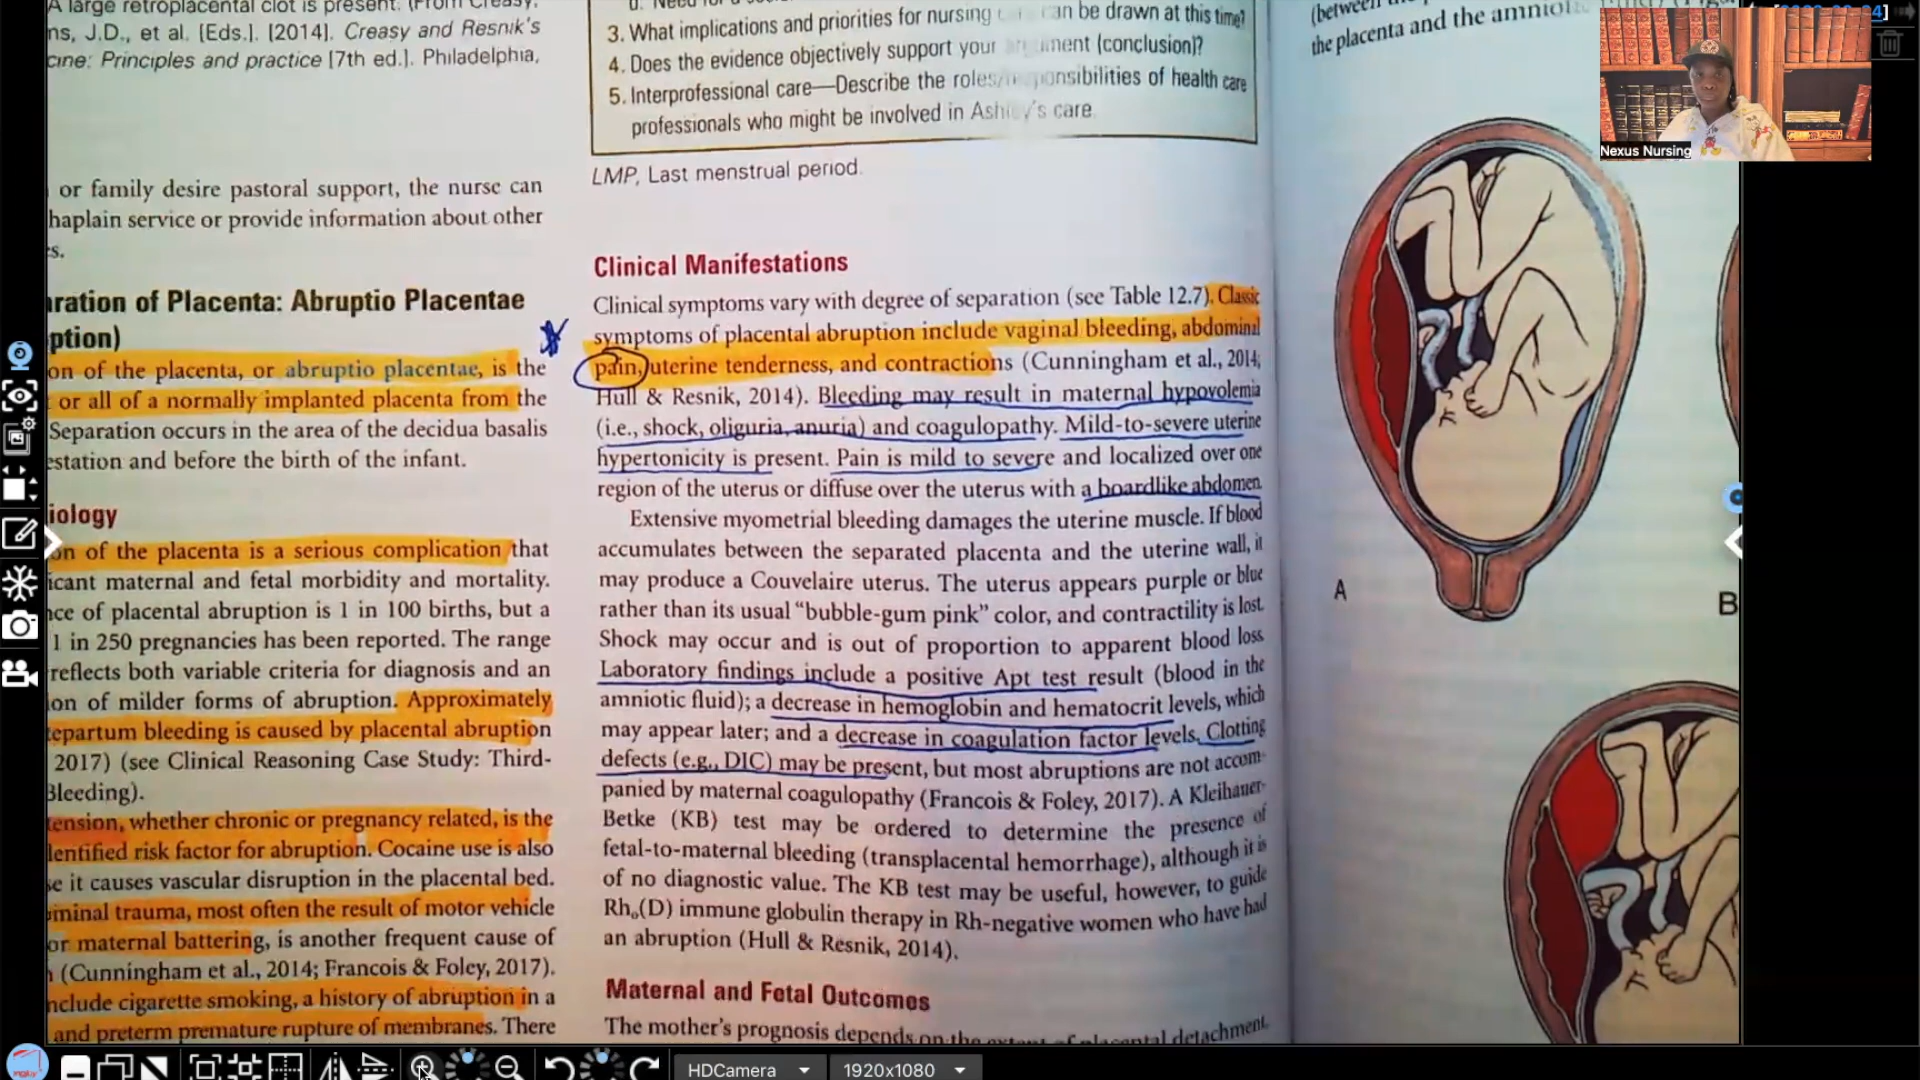 A large retroplacental clot is present. (From Creasy,
ns, J.D., et al. [Eds.]. [2014]. Creasy and Resnik's
cine: Principles and practice [7th ed.]. Philadelphia,
or family desire pastoral support, the nurse can
haplain service or provide information about other
s.
aration of Placenta: Abruptio Placentae
ption)
on of the placenta, or abruptio placentae, is the
or all of a normally implanted placenta from the
Separation occurs in the area of the decidua basalis
estation and before the birth of the infant.
iology
on of the placenta is a serious complication that
icant maternal and fetal morbidity and mortality.
nce of placental abruption is 1 in 100 births, but a
1 in 250 pregnancies has been reported. The range
reflects both variable criteria for diagnosis and an
on of milder forms of abruption. Approximately
tepartum bleeding is caused by placental abruption
2017) (see Clinical Reasoning Case Study: Third-
Bleeding).
tension, whether chronic or pregnancy related, is the
dentified risk factor for abruption. Cocaine use is also
se it causes vascular disruption in the placental bed.
ominal trauma, most often the result of motor vehicle
or maternal battering, is another frequent cause of
(Cunningham et al., 2014; Francois & Foley, 2017).
nclude cigarette smoking, a history of abruption in a
and preterm premature rupture of membranes. There
3. What implications and priorities for nursing can be drawn at this time?
4. Does the evidence objectively support your argument (conclusion)?
5. Interprofessional care—Describe the roles/responsibilities of health care
professionals who might be involved in Ashley's care.
LMP, Last menstrual period.
Clinical Manifestations
Clinical symptoms vary with degree of separation (see Table 12.7). Classic
symptoms of placental abruption include vaginal bleeding, abdominal
pain, uterine tenderness, and contractions (Cunningham et al., 2014;
Hull & Resnik, 2014). Bleeding may result in maternal hypovolemia
(i.e., shock, oliguria, anuria) and coagulopathy. Mild-to-severe uterine
hypertonicity is present. Pain is mild to severe and localized over one
region of the uterus or diffuse over the uterus with a boardlike abdomen.
Extensive myometrial bleeding damages the uterine muscle. If blood
accumulates between the separated placenta and the uterine wall, it
may produce a Couvelaire uterus. The uterus appears purple or blue
rather than its usual “bubble-gum pink” color, and contractility is lost.
Shock may occur and is out of proportion to apparent blood loss.
Laboratory findings include a positive Apt test result (blood in the
amniotic fluid); a decrease in hemoglobin and hematocrit levels, which
may appear later; and a decrease in coagulation factor levels. Clotting
defects (e.g., DIC) may be present, but most abruptions are not accom-
panied by maternal coagulopathy (Francois & Foley, 2017). A Kleihauer-
Betke (KB) test may be ordered to determine the presence of
fetal-to-maternal bleeding (transplacental hemorrhage), although it is
of no diagnostic value. The KB test may be useful, however, to guide
Rho(D) immune globulin therapy in Rh-negative women who have had
an abruption (Hull & Resnik, 2014).
Maternal and Fetal Outcomes
The mother's prognosis depends on the extent of placental detachment,
(between
the placenta and the
A
B
Nexus Nursing
HDCamera
1920x1080